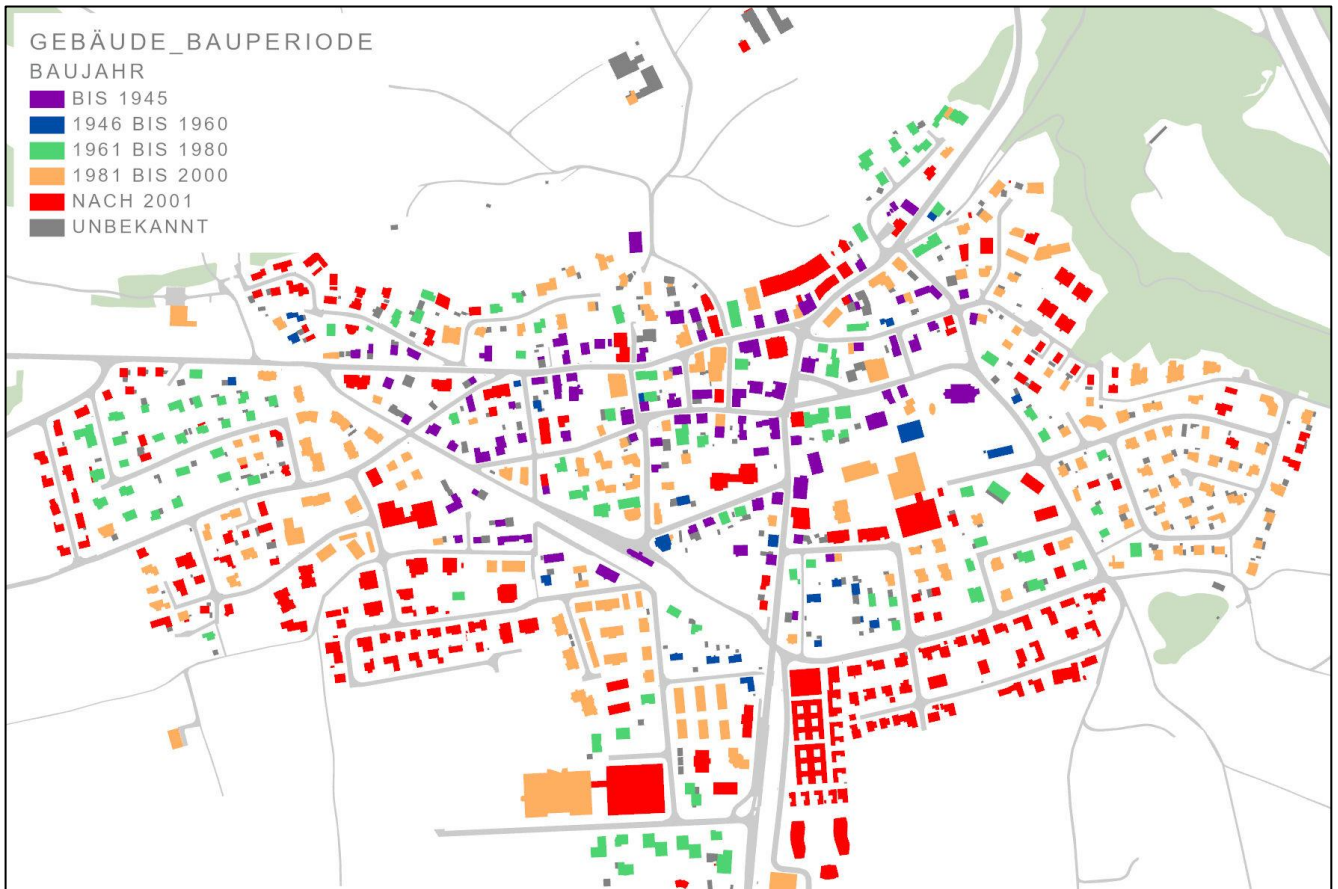 GEBÄUDE_BAUPERIODE
BAUJAHR
BIS 1945
1946 BIS 1960
1961 BIS 1980
1981 BIS 2000
NACH 2001
UNBEKANNT